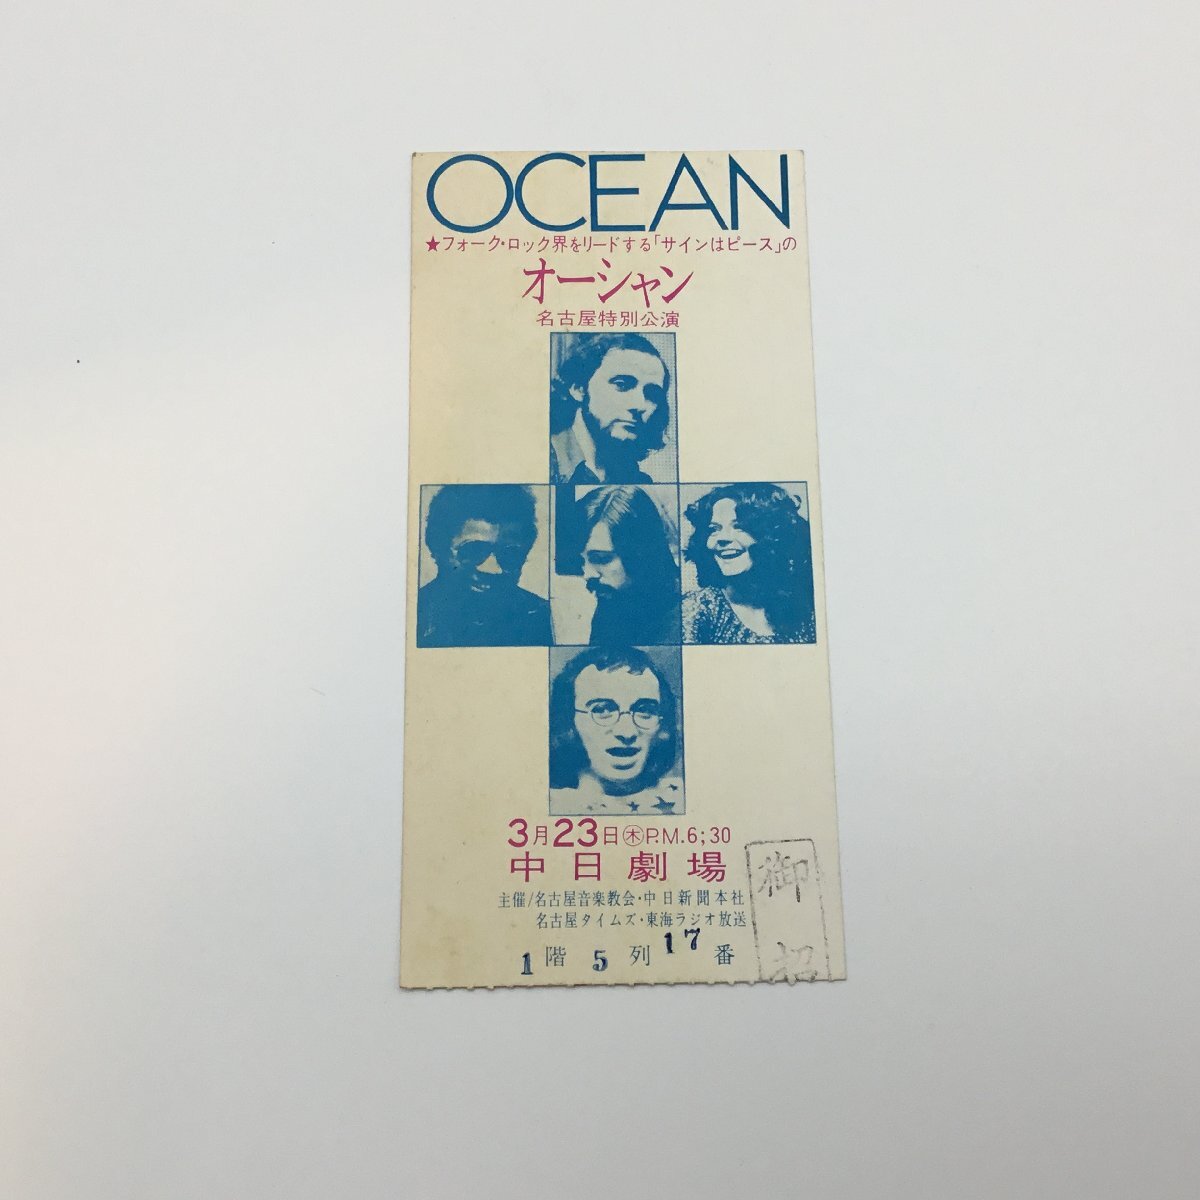 OCEAN
★フォーク・ロック界をリードする「サインはピース」の
オーシャン
名古屋特別公演
3月23日㊍P.M.6;30
中日劇場
主催/名古屋音楽教会・中日新聞本社
名古屋タイムズ・東海ラジオ放送
1階5列17番
御招